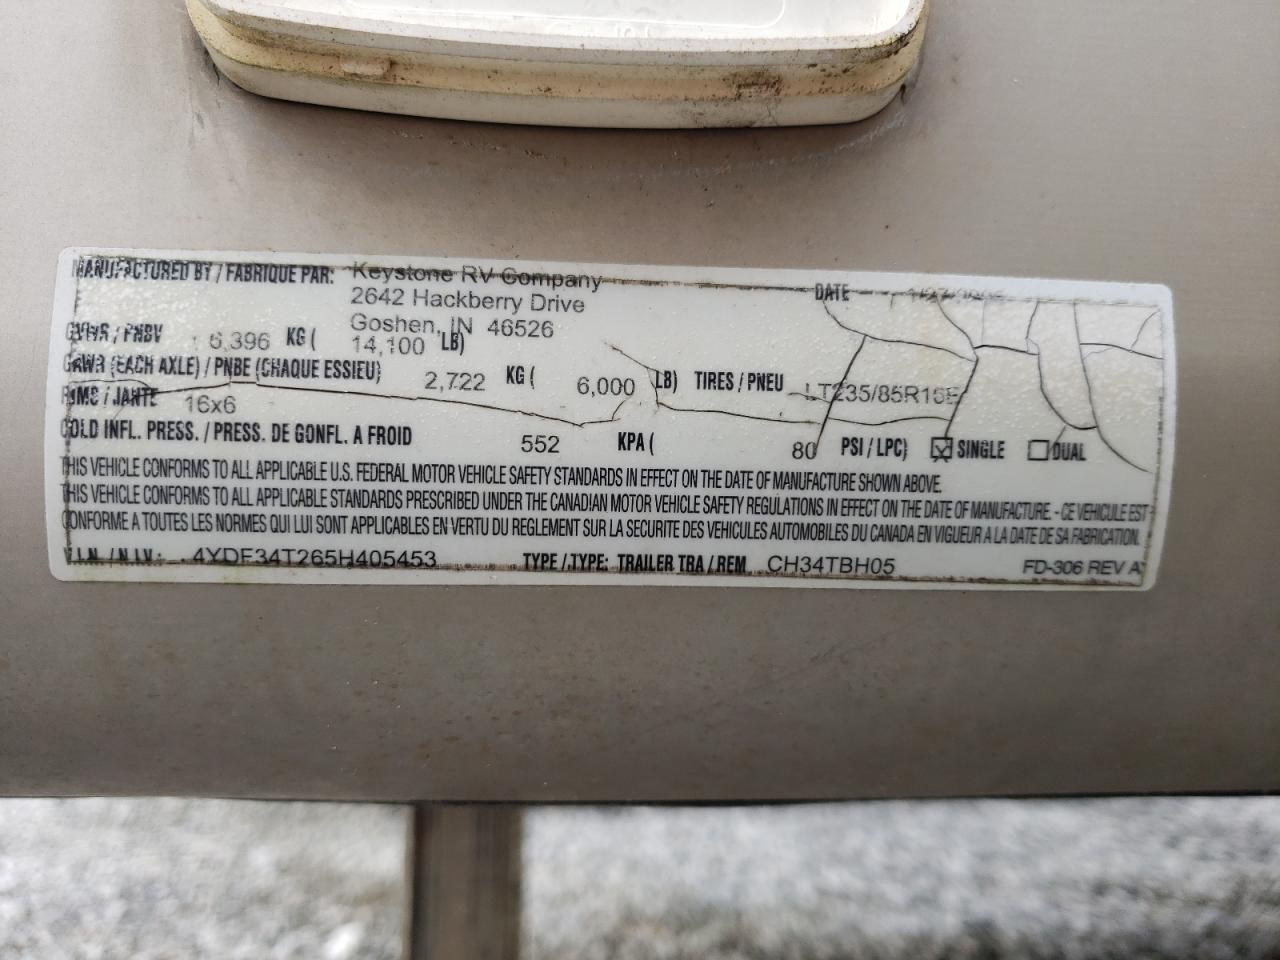 MANUFACTURED BY / FABRIQUE PAR: Keystone RV Company
2642 Hackberry Drive
DATE
Goshen, IN 46526
GVWR / PNBV 6,396 KG ( 14,100 LB)
GAWR (EACH AXLE) / PNBE (CHAQUE ESSIEU) 2,722 KG ( 6,000 LB) TIRES / PNEU LT235/85R16E
RIMS / JANTE 16x6
COLD INFL. PRESS. / PRESS. DE GONFL. A FROID 552 KPA ( 80 PSI / LPC) SINGLE DUAL
THIS VEHICLE CONFORMS TO ALL APPLICABLE U.S. FEDERAL MOTOR VEHICLE SAFETY STANDARDS IN EFFECT ON THE DATE OF MANUFACTURE SHOWN ABOVE.
THIS VEHICLE CONFORMS TO ALL APPLICABLE STANDARDS PRESCRIBED UNDER THE CANADIAN MOTOR VEHICLE SAFETY REGULATIONS IN EFFECT ON THE DATE OF MANUFACTURE. - CE VEHICULE EST
CONFORME A TOUTES LES NORMES QUI LUI SONT APPLICABLES EN VERTU DU REGLEMENT SUR LA SECURITE DES VEHICULES AUTOMOBILES DU CANADA EN VIGUEUR A LA DATE DE SA FABRICATION.
V.I.N. / N.I.V.: 4YDF34T265H405453 TYPE / TYPE: TRAILER TRA / REM CH34TBH05 FD-306 REV A